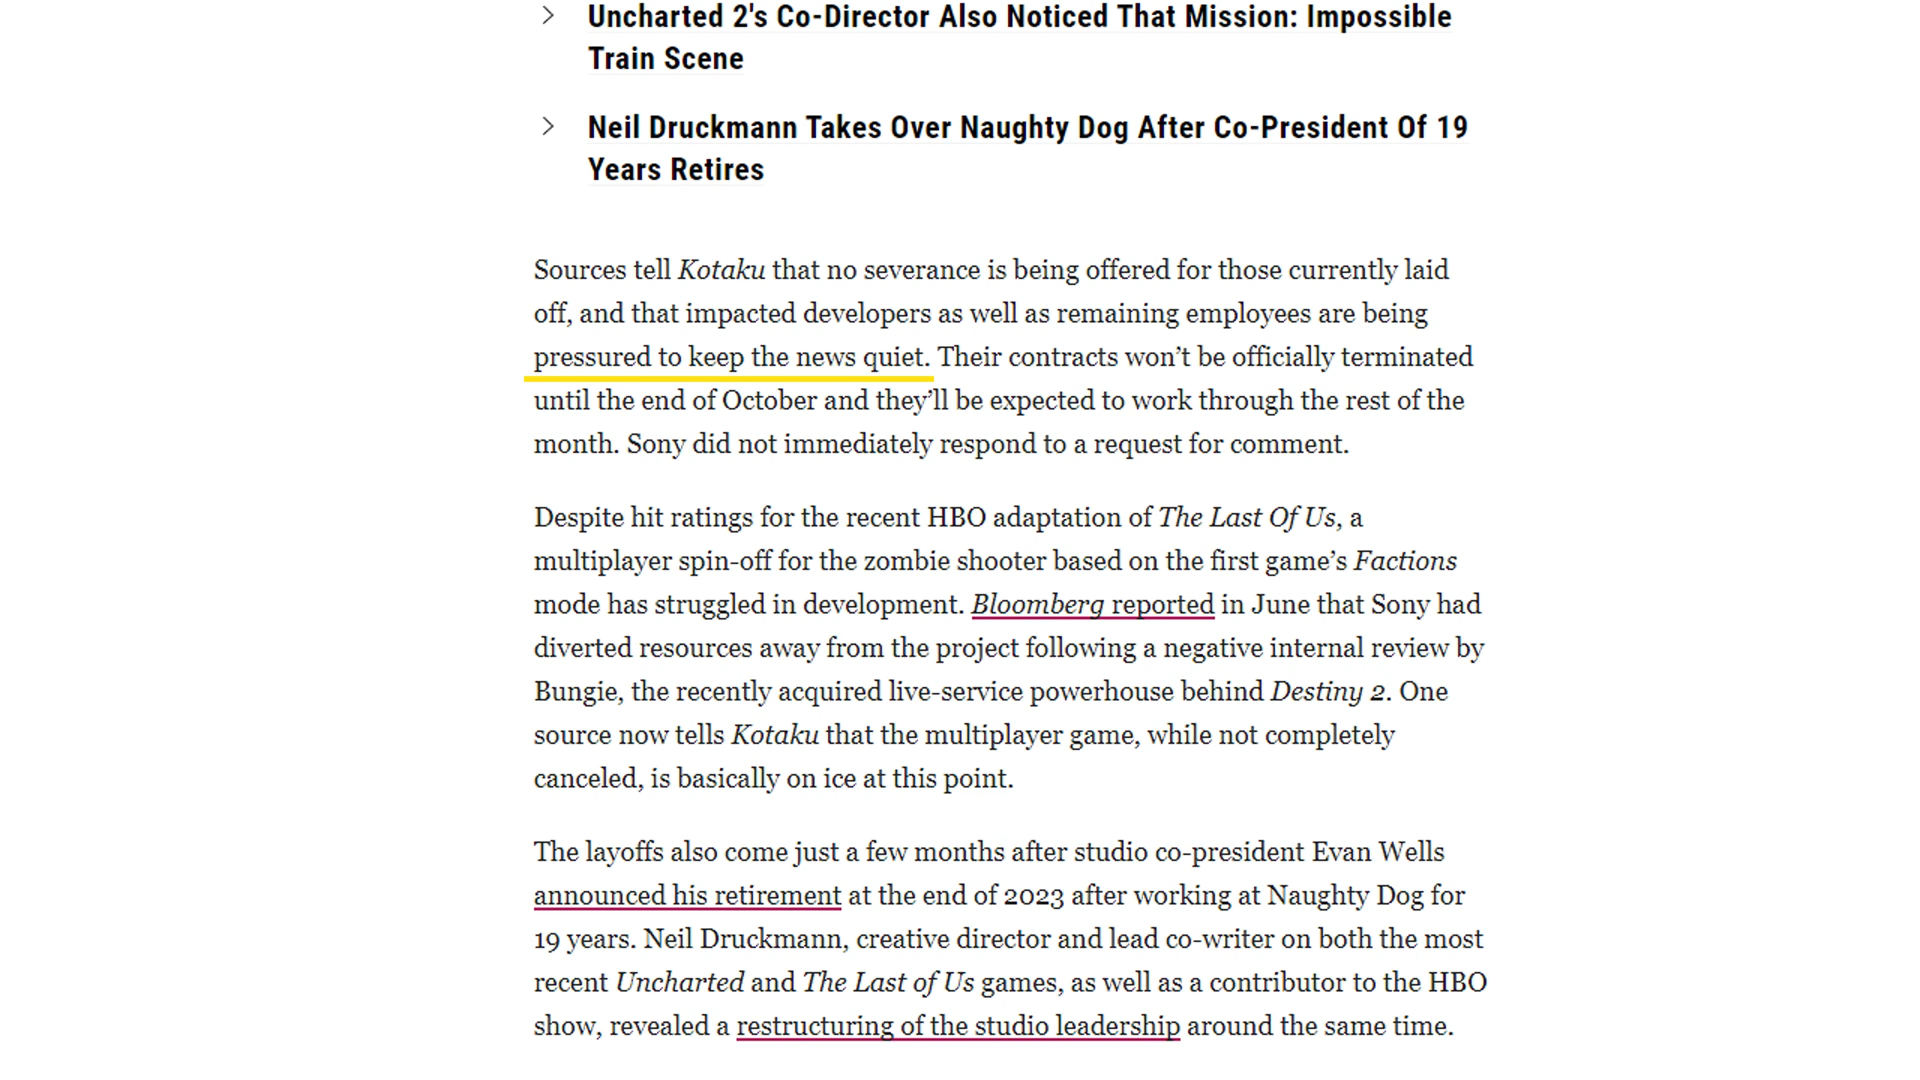 Uncharted 2's Co-Director Also Noticed That Mission: Impossible
Train Scene
Neil Druckmann Takes Over Naughty Dog After Co-President Of 19
Years Retires
Sources tell Kotaku that no severance is being offered for those currently laid
off, and that impacted developers as well as remaining employees are being
pressured to keep the news quiet. Their contracts won’t be officially terminated
until the end of October and they’ll be expected to work through the rest of the
month. Sony did not immediately respond to a request for comment.
Despite hit ratings for the recent HBO adaptation of The Last Of Us, a
multiplayer spin-off for the zombie shooter based on the first game’s Factions
mode has struggled in development. Bloomberg reported in June that Sony had
diverted resources away from the project following a negative internal review by
Bungie, the recently acquired live-service powerhouse behind Destiny 2. One
source now tells Kotaku that the multiplayer game, while not completely
canceled, is basically on ice at this point.
The layoffs also come just a few months after studio co-president Evan Wells
announced his retirement at the end of 2023 after working at Naughty Dog for
19 years. Neil Druckmann, creative director and lead co-writer on both the most
recent Uncharted and The Last of Us games, as well as a contributor to the HBO
show, revealed a restructuring of the studio leadership around the same time.